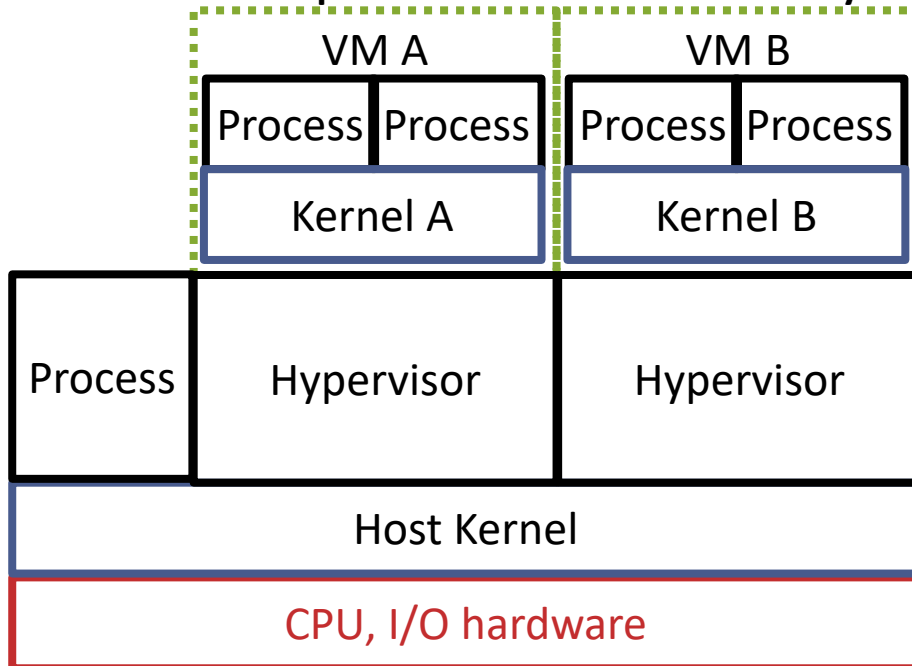 VM A VM B
Process Process Process Process
Kernel A Kernel B
Process Hypervisor Hypervisor
Host Kernel
CPU, I/O hardware